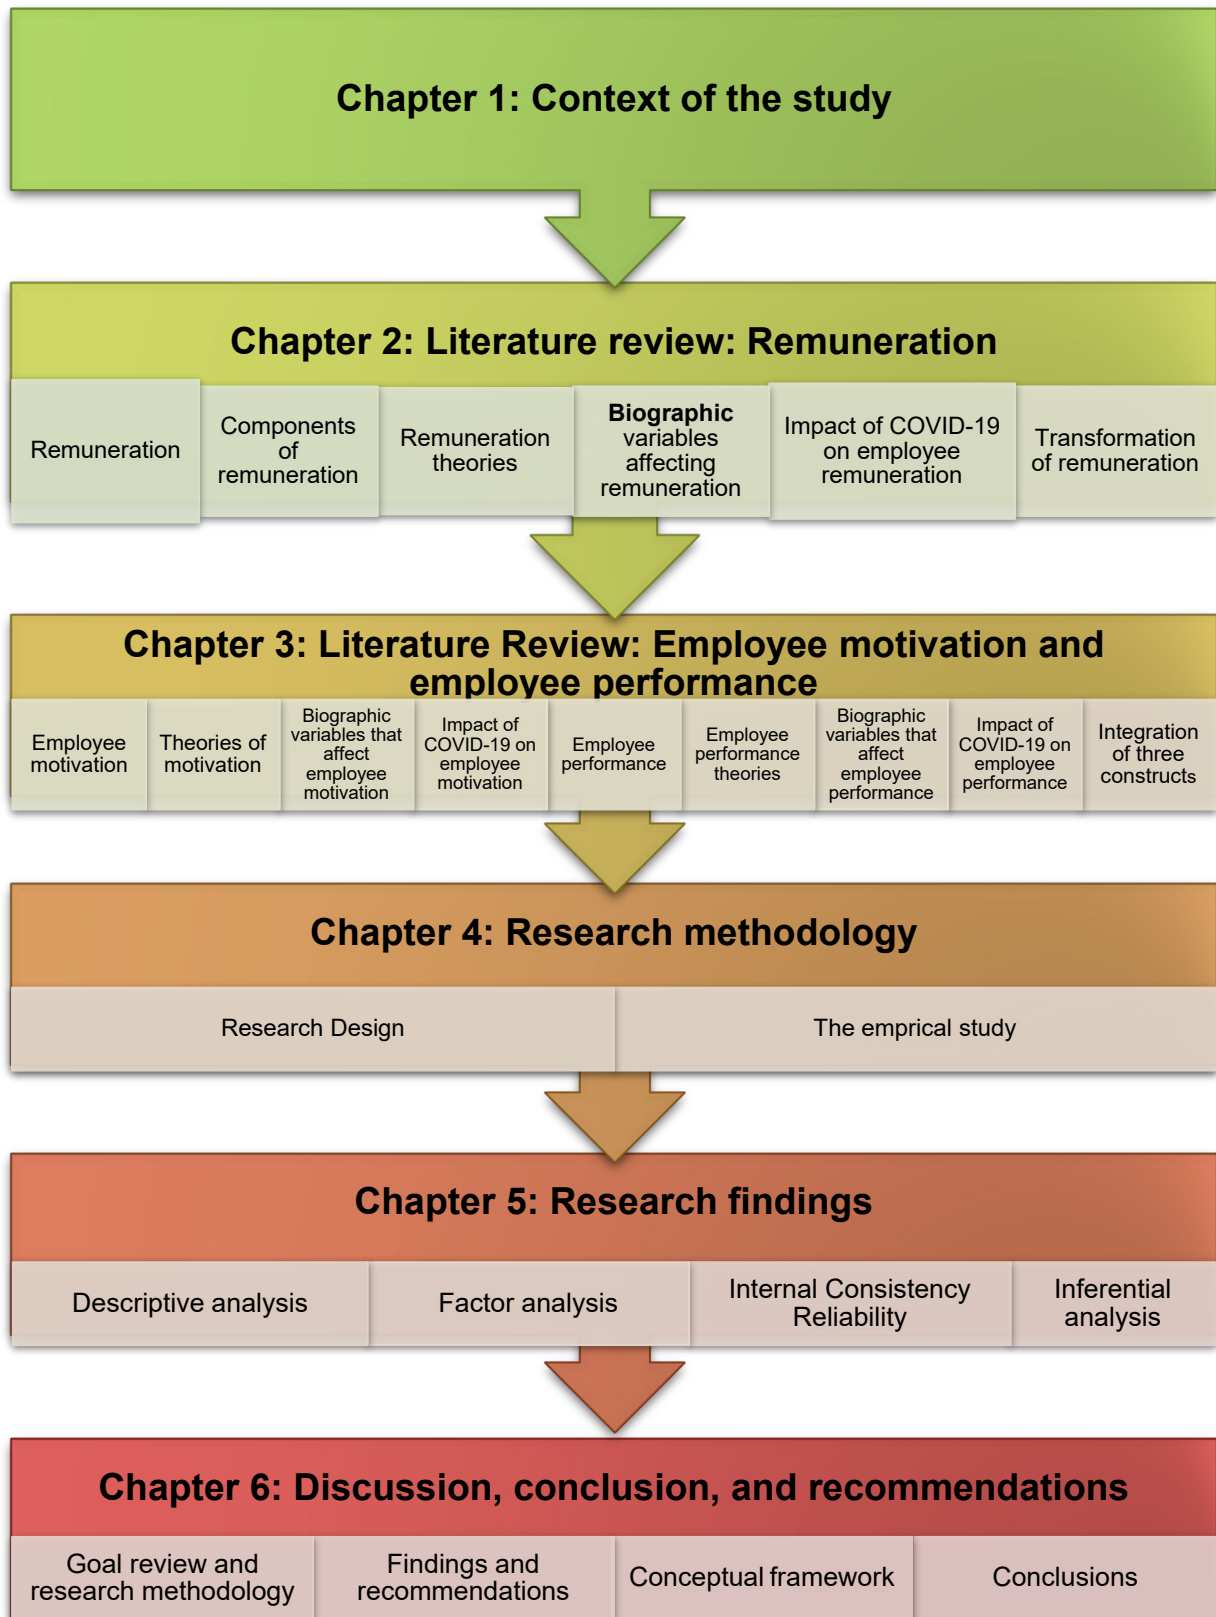 Chapter 1: Context of the study
Chapter 2: Literature review: Remuneration
Remuneration
Components
of
remuneration
Remuneration
theories
Biographic
variables
affecting
remuneration
Impact of COVID-19
on employee
remuneration
Transformation
of remuneration
Chapter 3: Literature Review: Employee motivation and
employee performance
Employee
motivation
Theories of
motivation
Biographic
variables that
affect
employee
motivation
Impact of
COVID-19 on
employee
motivation
Employee
performance
Employee
performance
theories
Biographic
variables that
affect
employee
performance
Impact of
COVID-19 on
employee
performance
Integration
of three
constructs
Chapter 4: Research methodology
Research Design
The emprical study
Chapter 5: Research findings
Descriptive analysis
Factor analysis
Internal Consistency
Reliability
Inferential
analysis
Chapter 6: Discussion, conclusion, and recommendations
Goal review and
research methodology
Findings and
recommendations
Conceptual framework
Conclusions